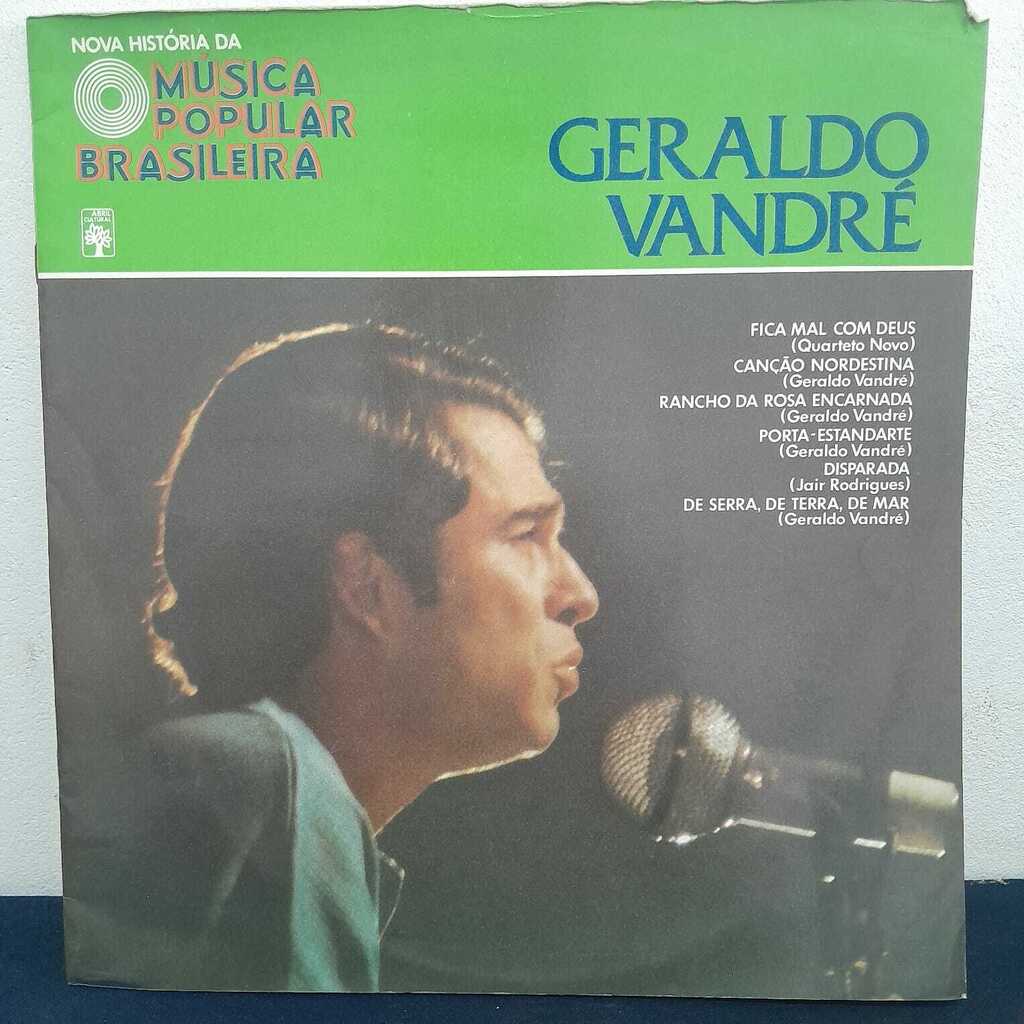 NOVA HISTÓRIA DA
MÚSICA
POPULAR
BRASILEIRA
ABRIL
CULTURAL
GERALDO
VANDRÉ
FICA MAL COM DEUS
(Quarteto Novo)
CANÇÃO NORDESTINA
(Geraldo Vandré)
RANCHO DA ROSA ENCARNADA
(Geraldo Vandré)
PORTA-ESTANDARTE
(Geraldo Vandré)
DISPARADA
(Jair Rodrigues)
DE SERRA, DE TERRA, DE MAR
(Geraldo Vandré)